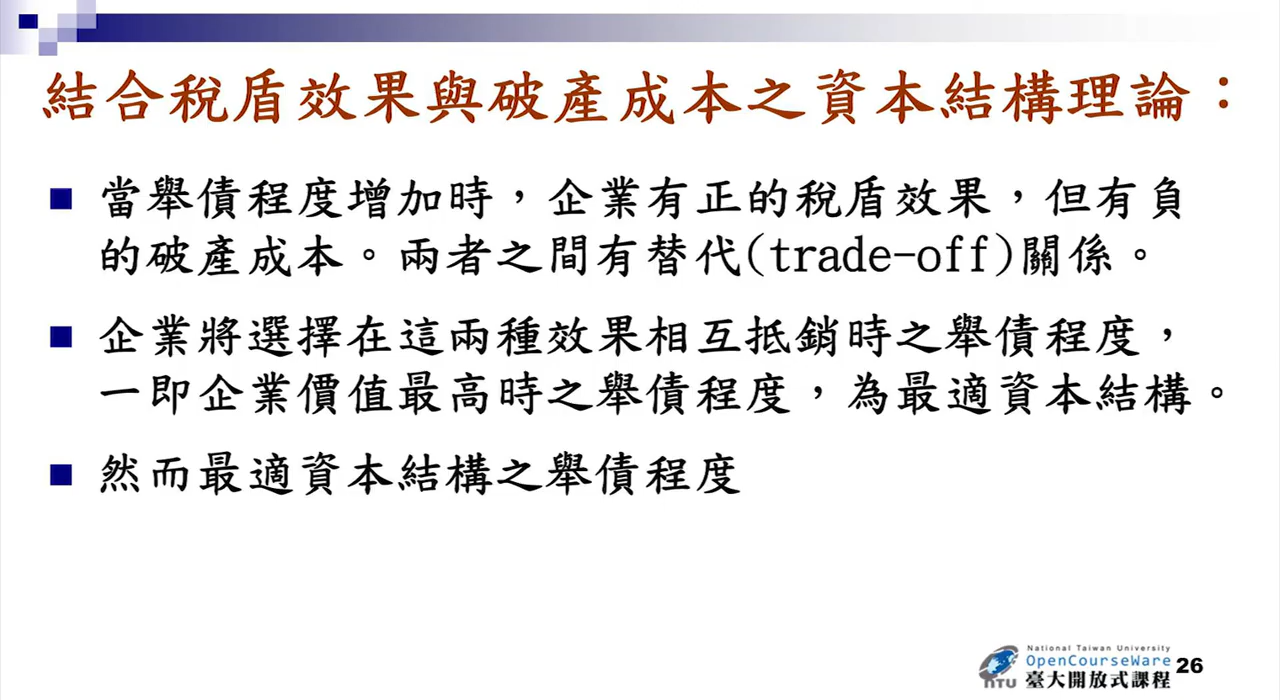 結合稅盾效果與破產成本之資本結構理論：
當舉債程度增加時，企業有正的稅盾效果，但有負
的破產成本。兩者之間有替代(trade-off)關係。
企業將選擇在這兩種效果相互抵銷時之舉債程度，
一即企業價值最高時之舉債程度，為最適資本結構。
然而最適資本結構之舉債程度
National Taiwan University
OpenCourseWare
NTU 臺大開放式課程
26